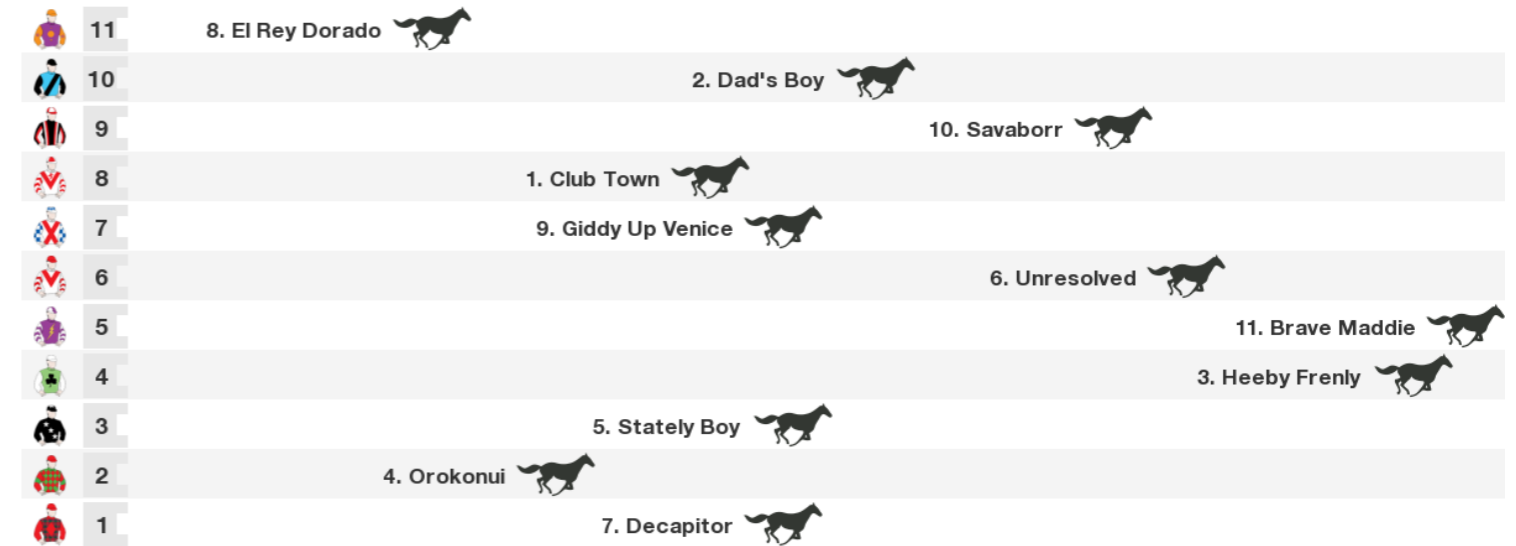 11 8. El Rey Dorado
10 2. Dad's Boy
9 10. Savaborr
8 1. Club Town
7 9. Giddy Up Venice
6 6. Unresolved
5 11. Brave Maddie
4 3. Heeby Frenly
3 5. Stately Boy
2 4. Orokonui
1 7. Decapitor